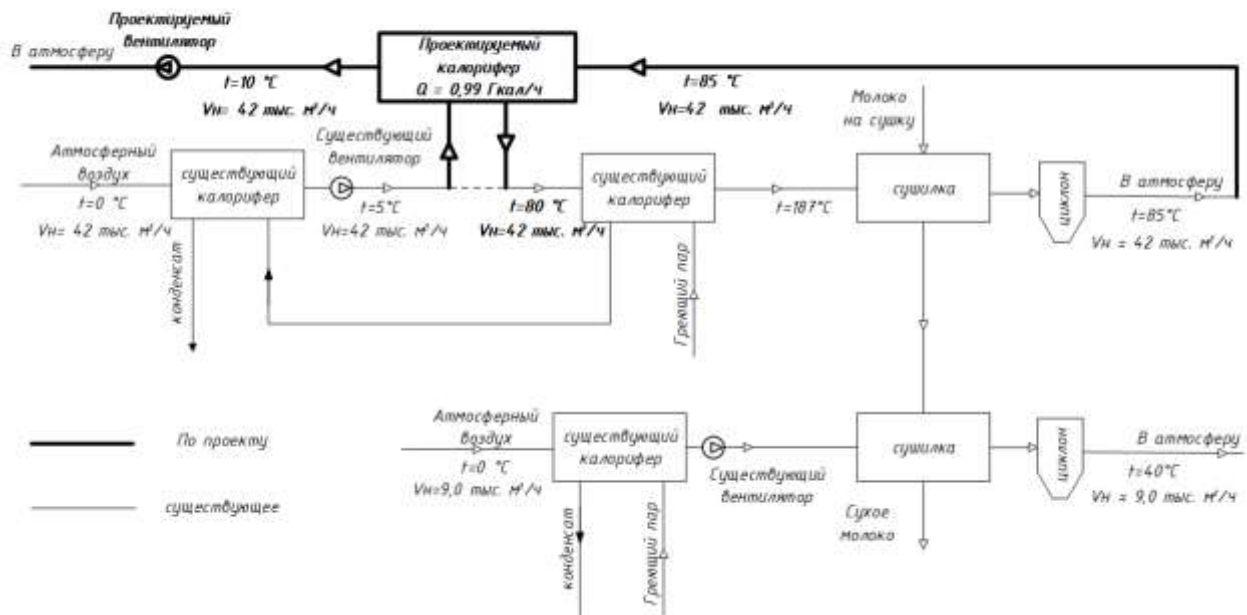 Проектируемый
вентилятор
В атмосферу
t=10 °C
Vн= 42 тыс. м³/ч
Проектируемый
калорифер
Q = 0,99 Гкал/ч
t=85 °C
Vн=42 тыс. м³/ч
Молоко
на сушку
Атмосферный
воздух
t=0 °C
Vн= 42 тыс. м³/ч
существующий
калорифер
Существующий
вентилятор
t=5°C
Vн=42 тыс. м³/ч
t=80 °C
Vн=42 тыс. м³/ч
существующий
калорифер
t=187°C
сушилка
циклон
В атмосферу
t=85°C
Vн = 42 тыс. м³/ч
конденсат
Греющий пар
По проекту
существующее
Атмосферный
воздух
t=0 °C
Vн=9,0 тыс. м³/ч
существующий
калорифер
Существующий
вентилятор
сушилка
циклон
В атмосферу
t=40°C
Vн = 9,0 тыс. м³/ч
конденсат
Греющий пар
Сухое
молоко